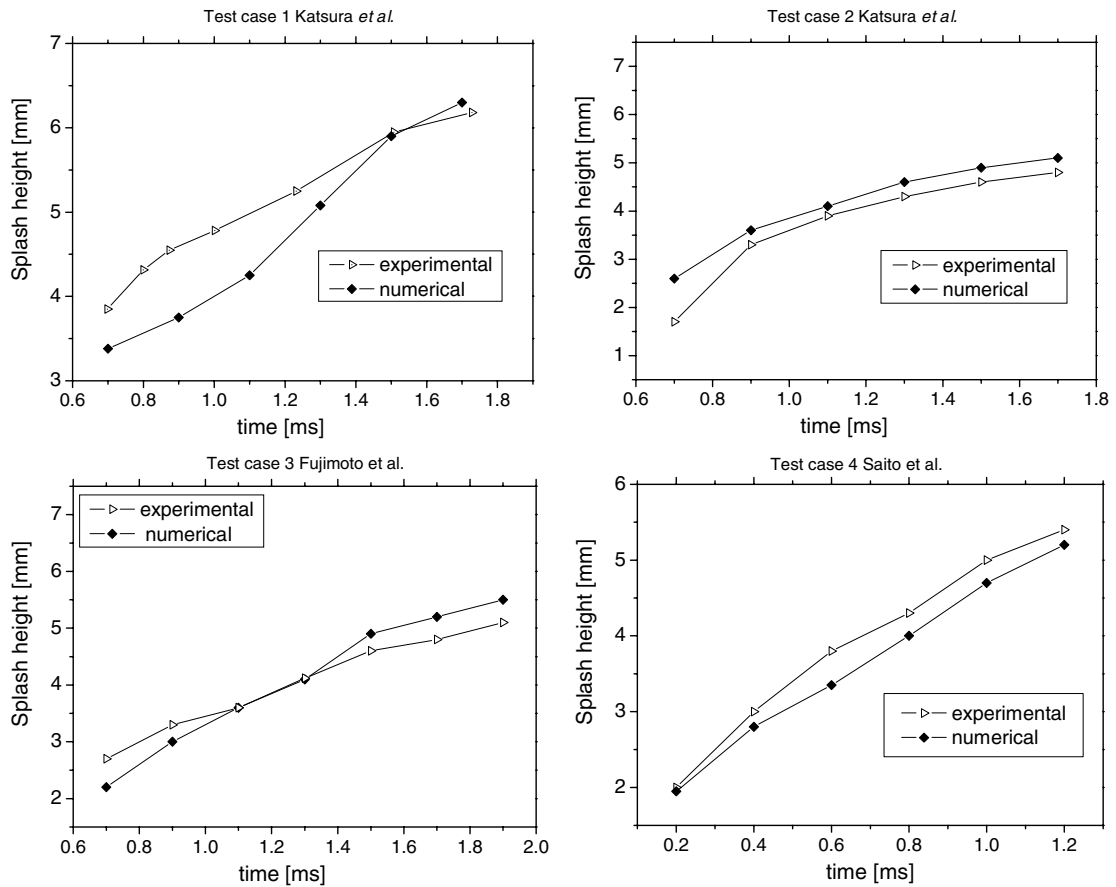 Test case 1 Katsura et al.
7
6
5
4
3
Splash height [mm]
experimental
numerical
0.6 0.8 1.0 1.2 1.4 1.6 1.8
time [ms]
Test case 2 Katsura et al.
7
6
5
4
3
2
1
Splash height [mm]
experimental
numerical
0.6 0.8 1.0 1.2 1.4 1.6 1.8
time [ms]
Test case 3 Fujimoto et al.
experimental
numerical
7
6
5
4
3
2
Splash height [mm]
0.6 0.8 1.0 1.2 1.4 1.6 1.8 2.0
time [ms]
Test case 4 Saito et al.
6
5
4
3
2
Splash height [mm]
experimental
numerical
0.2 0.4 0.6 0.8 1.0 1.2
time [ms]